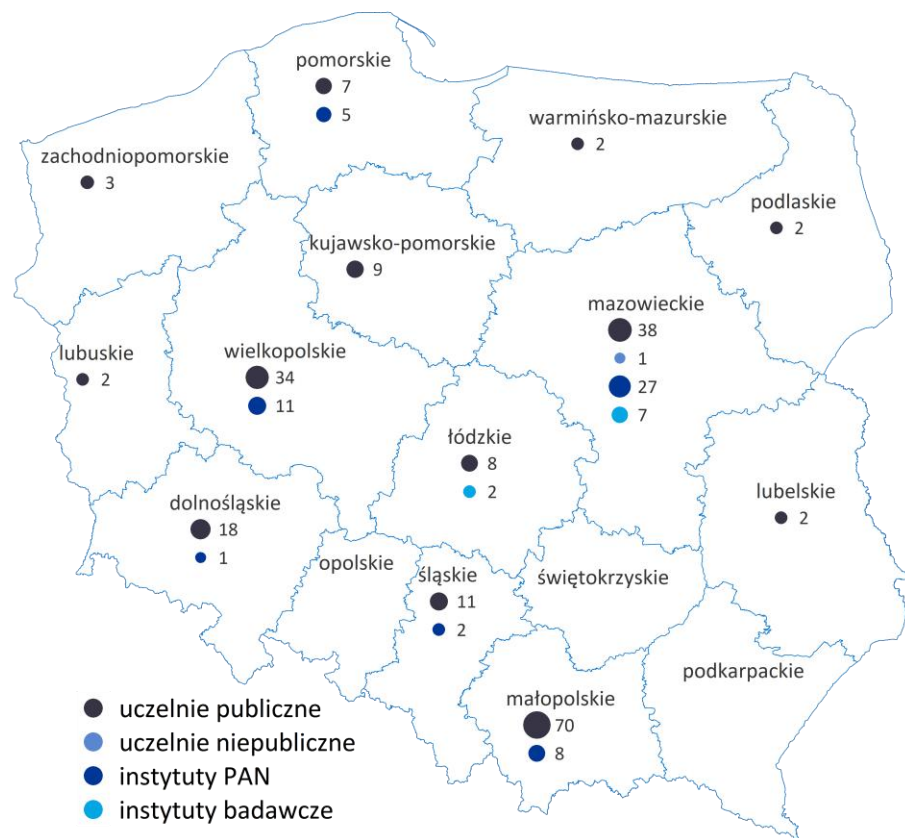 pomorskie
7
5
warmińsko-mazurskie
2
zachodniopomorskie
3
podlaskie
2
kujawsko-pomorskie
9
mazowieckie
38
1
27
7
lubuskie
2
wielkopolskie
34
11
łódzkie
8
2
lubelskie
2
dolnośląskie
18
1
opolskie
śląskie
11
2
świętokrzyskie
podkarpackie
małopolskie
70
8
uczelnie publiczne
uczelnie niepubliczne
instytuty PAN
instytuty badawcze